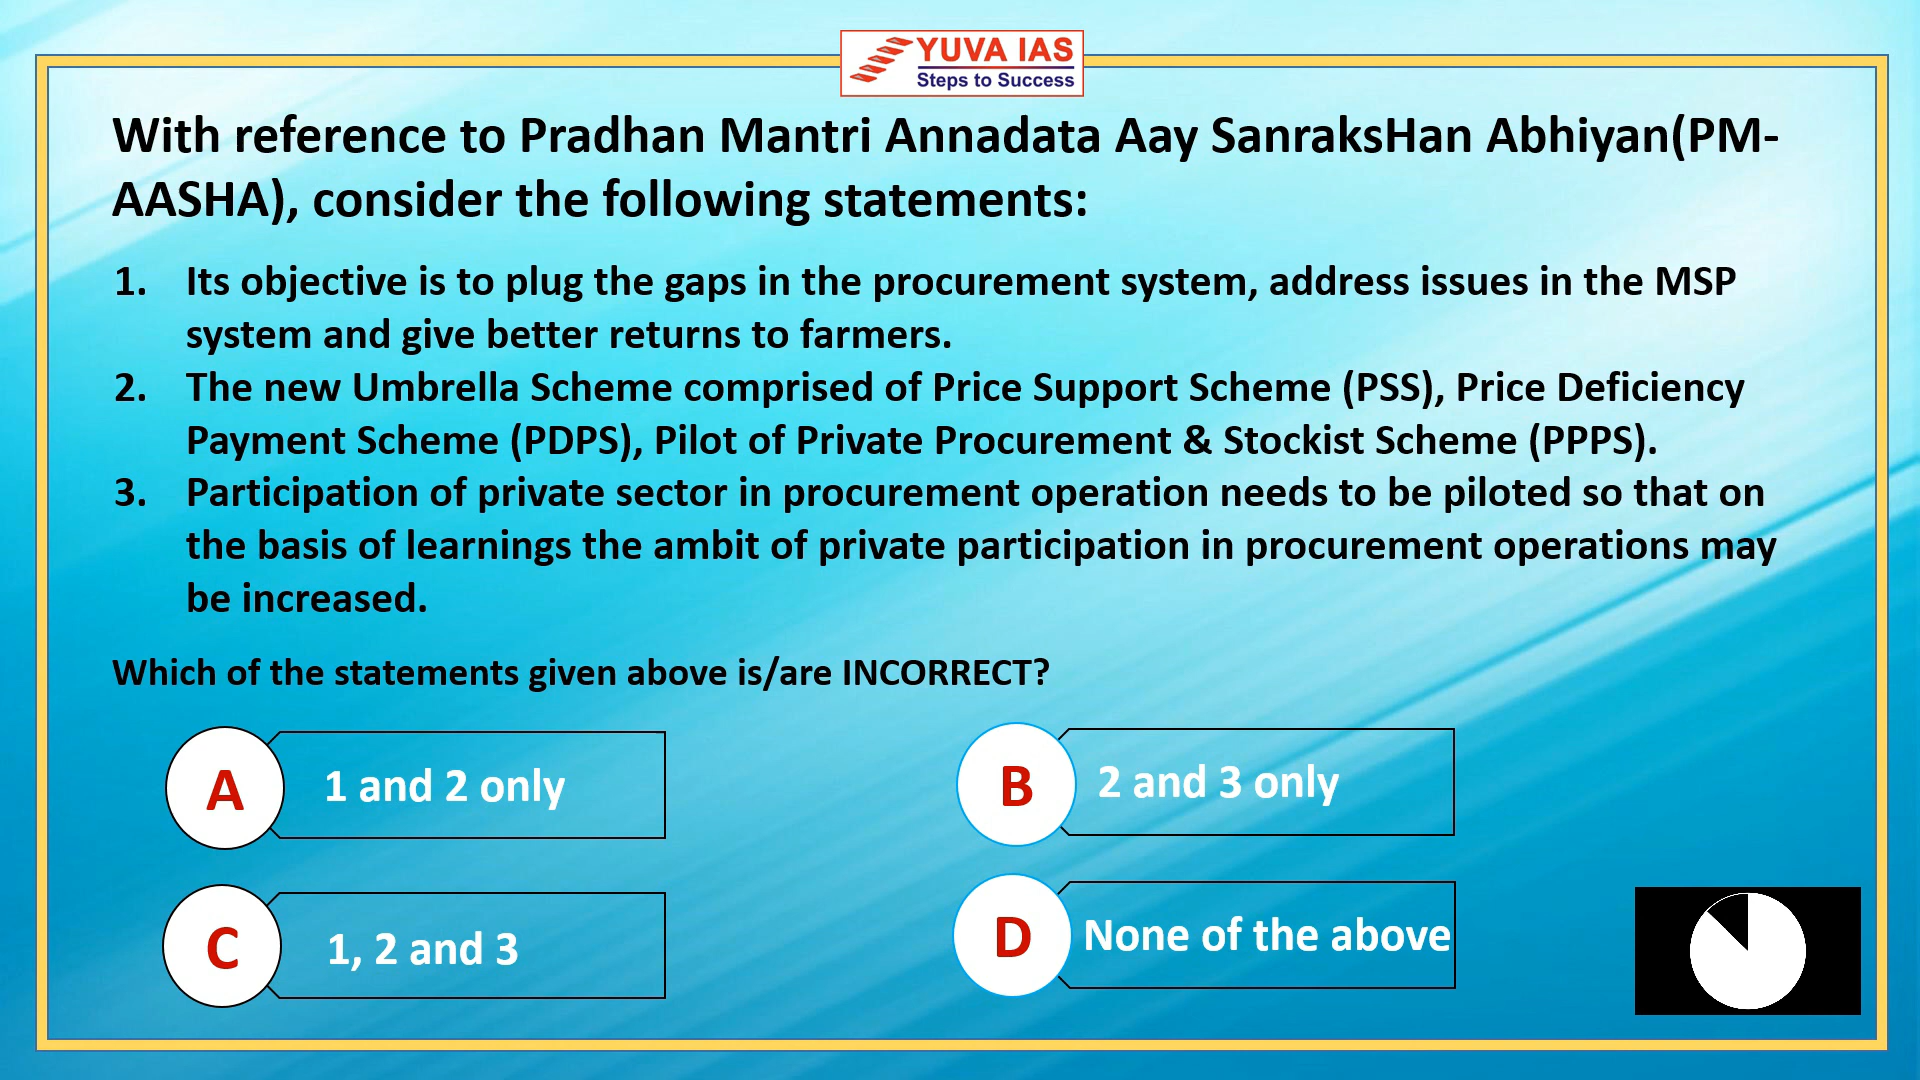 YUVA IAS
Steps to Success
With reference to Pradhan Mantri Annadata Aay SanraksHan Abhiyan(PM-
AASHA), consider the following statements:
1. Its objective is to plug the gaps in the procurement system, address issues in the MSP
system and give better returns to farmers.
2. The new Umbrella Scheme comprised of Price Support Scheme (PSS), Price Deficiency
Payment Scheme (PDPS), Pilot of Private Procurement & Stockist Scheme (PPPS).
3. Participation of private sector in procurement operation needs to be piloted so that on
the basis of learnings the ambit of private participation in procurement operations may
be increased.
Which of the statements given above is/are INCORRECT?
A 1 and 2 only
B 2 and 3 only
C 1, 2 and 3
D None of the above